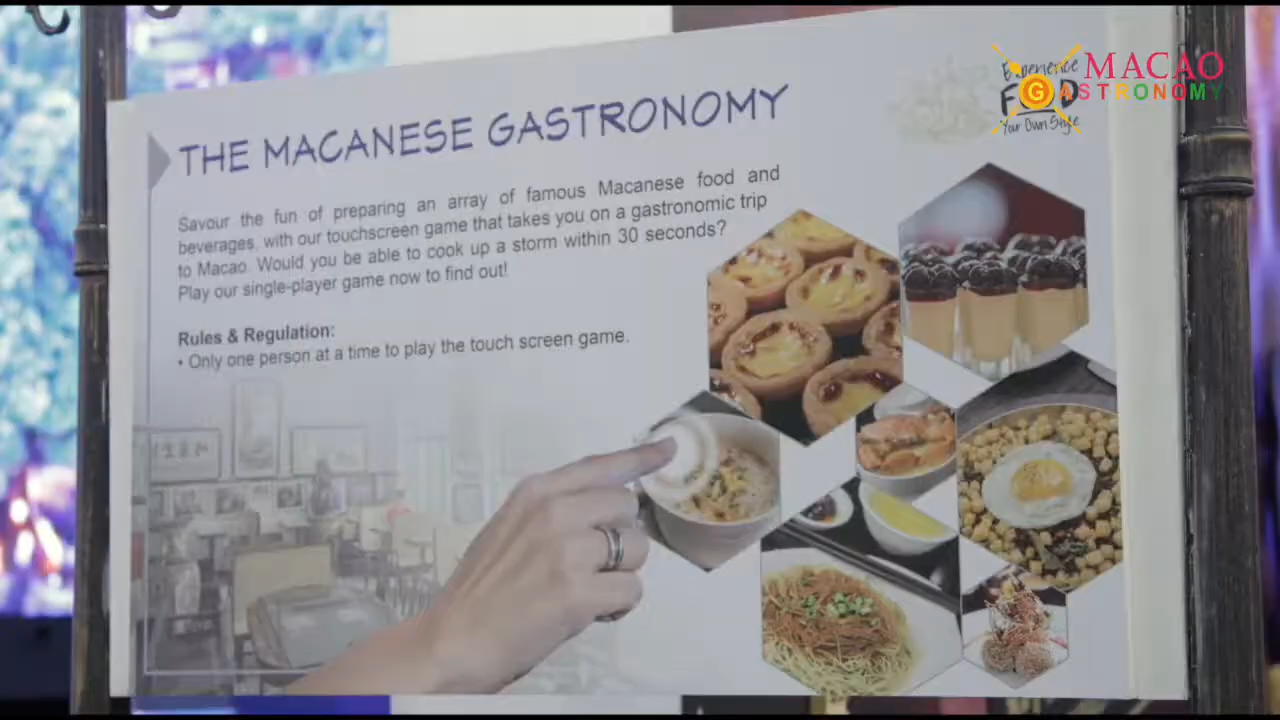 THE MACANESE GASTRONOMY
Savour the fun of preparing an array of famous Macanese food and
beverages, with our touchscreen game that takes you on a gastronomic trip
to Macao. Would you be able to cook up a storm within 30 seconds?
Play our single-player game now to find out!
Rules & Regulation:
• Only one person at a time to play the touch screen game.
Experience
FOOD
Your Own Style
MACAO
GASTRONOMY